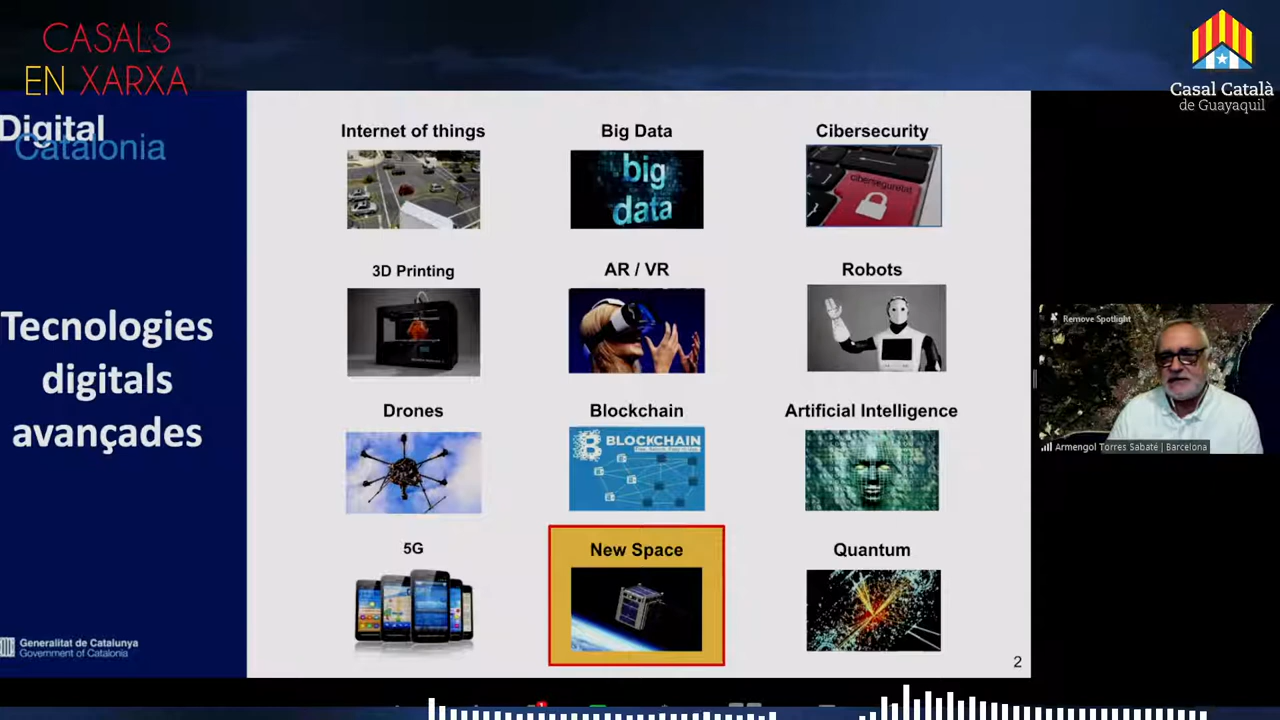 CASALS
EN XARXA
Casal Català
de Guayaquil
Digital
Catalonia
Tecnologies
digitals
avançades
Generalitat de Catalunya
Government of Catalonia
Internet of things
Big Data
Cibersecurity
big
data
ciberseguretat
3D Printing
AR / VR
Robots
Drones
Blockchain
Artificial Intelligence
BLOCKCHAIN
5G
New Space
Quantum
2
Remove Spotlight
Armengol Torres Sabaté | Barcelona
1